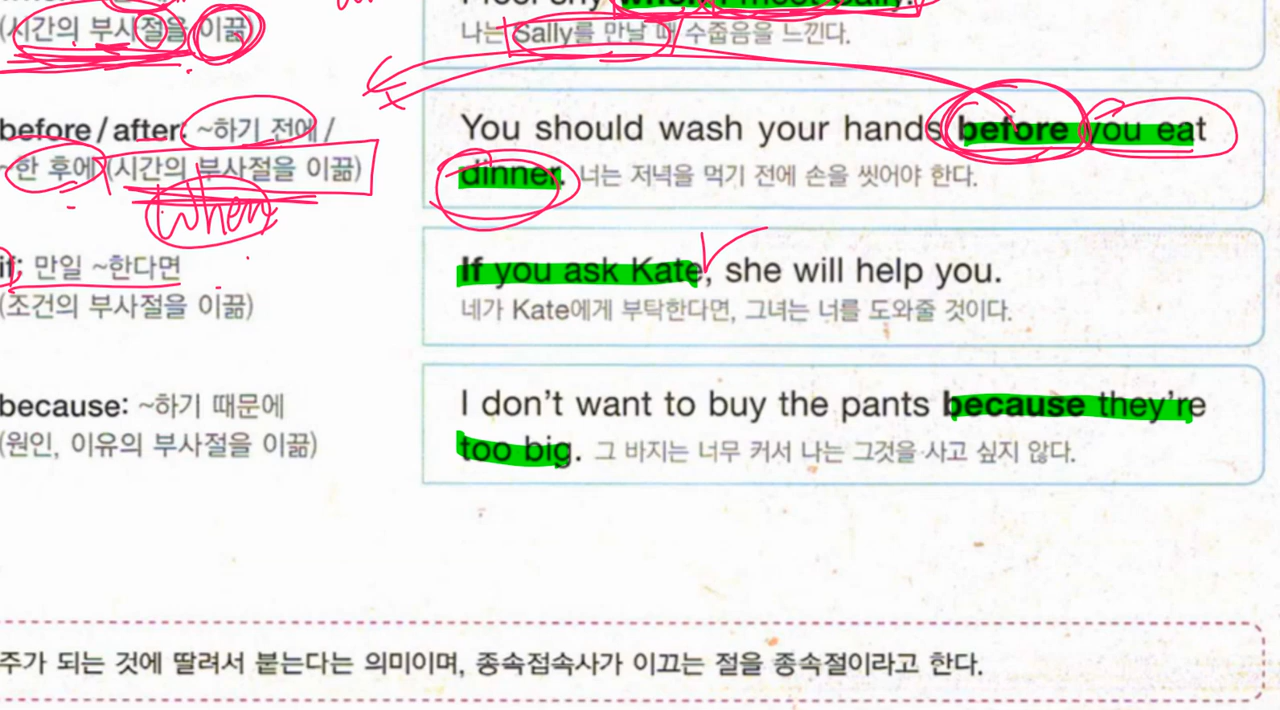 (시간의 부사절을 이끎)
나는 Sally를 만날 때 수줍음을 느낀다.
before / after: ~하기 전에 /
~한 후에 (시간의 부사절을 이끎)
When
You should wash your hands before you eat
dinner. 너는 저녁을 먹기 전에 손을 씻어야 한다.
if: 만일 ~한다면
(조건의 부사절을 이끎)
If you ask Kate, she will help you.
네가 Kate에게 부탁한다면, 그녀는 너를 도와줄 것이다.
because: ~하기 때문에
(원인, 이유의 부사절을 이끎)
I don't want to buy the pants because they're
too big. 그 바지는 너무 커서 나는 그것을 사고 싶지 않다.
주가 되는 것에 딸려서 붙는다는 의미이며, 종속접속사가 이끄는 절을 종속절이라고 한다.